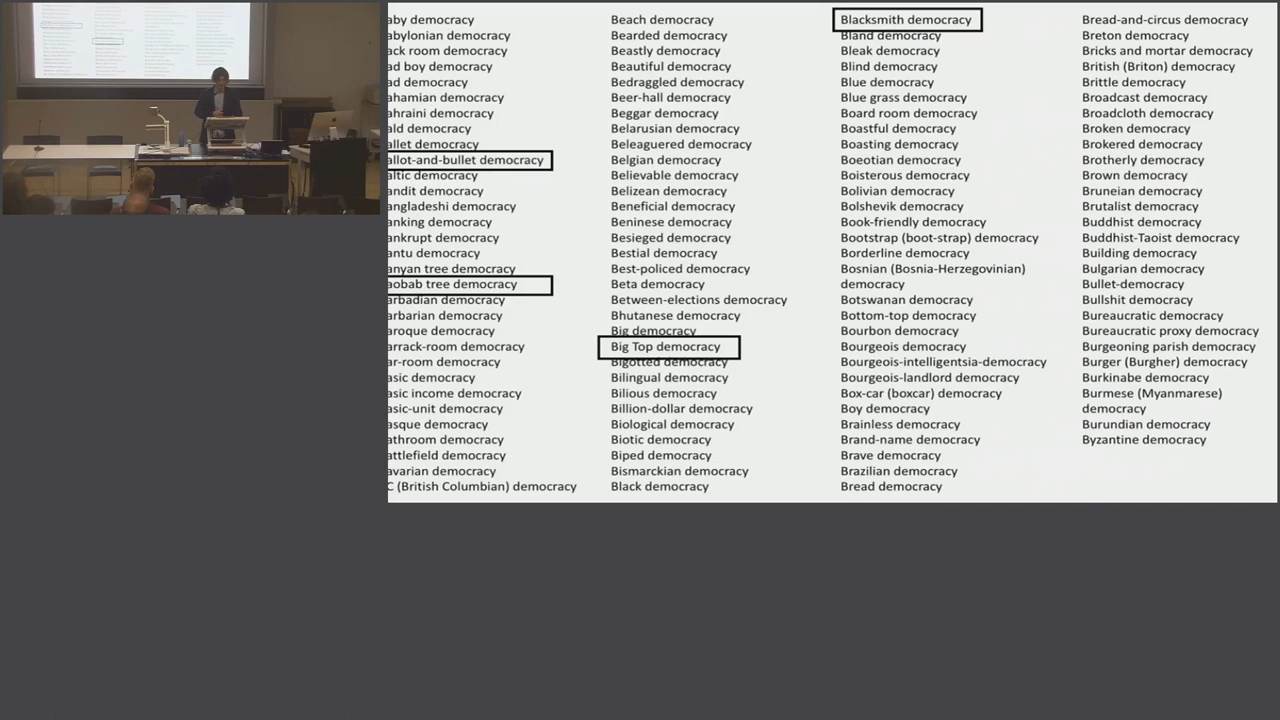 aby democracy
abylonian democracy
ack room democracy
ad boy democracy
ad democracy
ahamian democracy
ahraini democracy
ald democracy
allet democracy
allot-and-bullet democracy
altic democracy
andit democracy
angladeshi democracy
anking democracy
ankrupt democracy
antu democracy
anyan tree democracy
aobab tree democracy
arbadian democracy
arbarian democracy
aroque democracy
arrack-room democracy
ar-room democracy
asic democracy
asic income democracy
asic-unit democracy
asque democracy
athroom democracy
attlefield democracy
avarian democracy
C (British Columbian) democracy
Beach democracy
Bearded democracy
Beastly democracy
Beautiful democracy
Bedraggled democracy
Beer-hall democracy
Beggar democracy
Belarusian democracy
Beleaguered democracy
Belgian democracy
Believable democracy
Belizean democracy
Beneficial democracy
Beninese democracy
Besieged democracy
Bestial democracy
Best-policed democracy
Beta democracy
Between-elections democracy
Bhutanese democracy
Big democracy
Big Top democracy
Bigotted democracy
Bilingual democracy
Bilious democracy
Billion-dollar democracy
Biological democracy
Biotic democracy
Biped democracy
Bismarckian democracy
Black democracy
Blacksmith democracy
Bland democracy
Bleak democracy
Blind democracy
Blue democracy
Blue grass democracy
Board room democracy
Boastful democracy
Boasting democracy
Boeotian democracy
Boisterous democracy
Bolivian democracy
Bolshevik democracy
Book-friendly democracy
Bootstrap (boot-strap) democracy
Borderline democracy
Bosnian (Bosnia-Herzegovinian)
democracy
Botswanan democracy
Bottom-top democracy
Bourbon democracy
Bourgeois democracy
Bourgeois-intelligentsia-democracy
Bourgeois-landlord democracy
Box-car (boxcar) democracy
Boy democracy
Brainless democracy
Brand-name democracy
Brave democracy
Brazilian democracy
Bread democracy
Bread-and-circus democracy
Breton democracy
Bricks and mortar democracy
British (Briton) democracy
Brittle democracy
Broadcast democracy
Broadcloth democracy
Broken democracy
Brokered democracy
Brotherly democracy
Brown democracy
Bruneian democracy
Brutalist democracy
Buddhist democracy
Buddhist-Taoist democracy
Building democracy
Bulgarian democracy
Bullet-democracy
Bullshit democracy
Bureaucratic democracy
Bureaucratic proxy democracy
Burgeoning parish democracy
Burger (Burgher) democracy
Burkinabe democracy
Burmese (Myanmarese)
democracy
Burundian democracy
Byzantine democracy